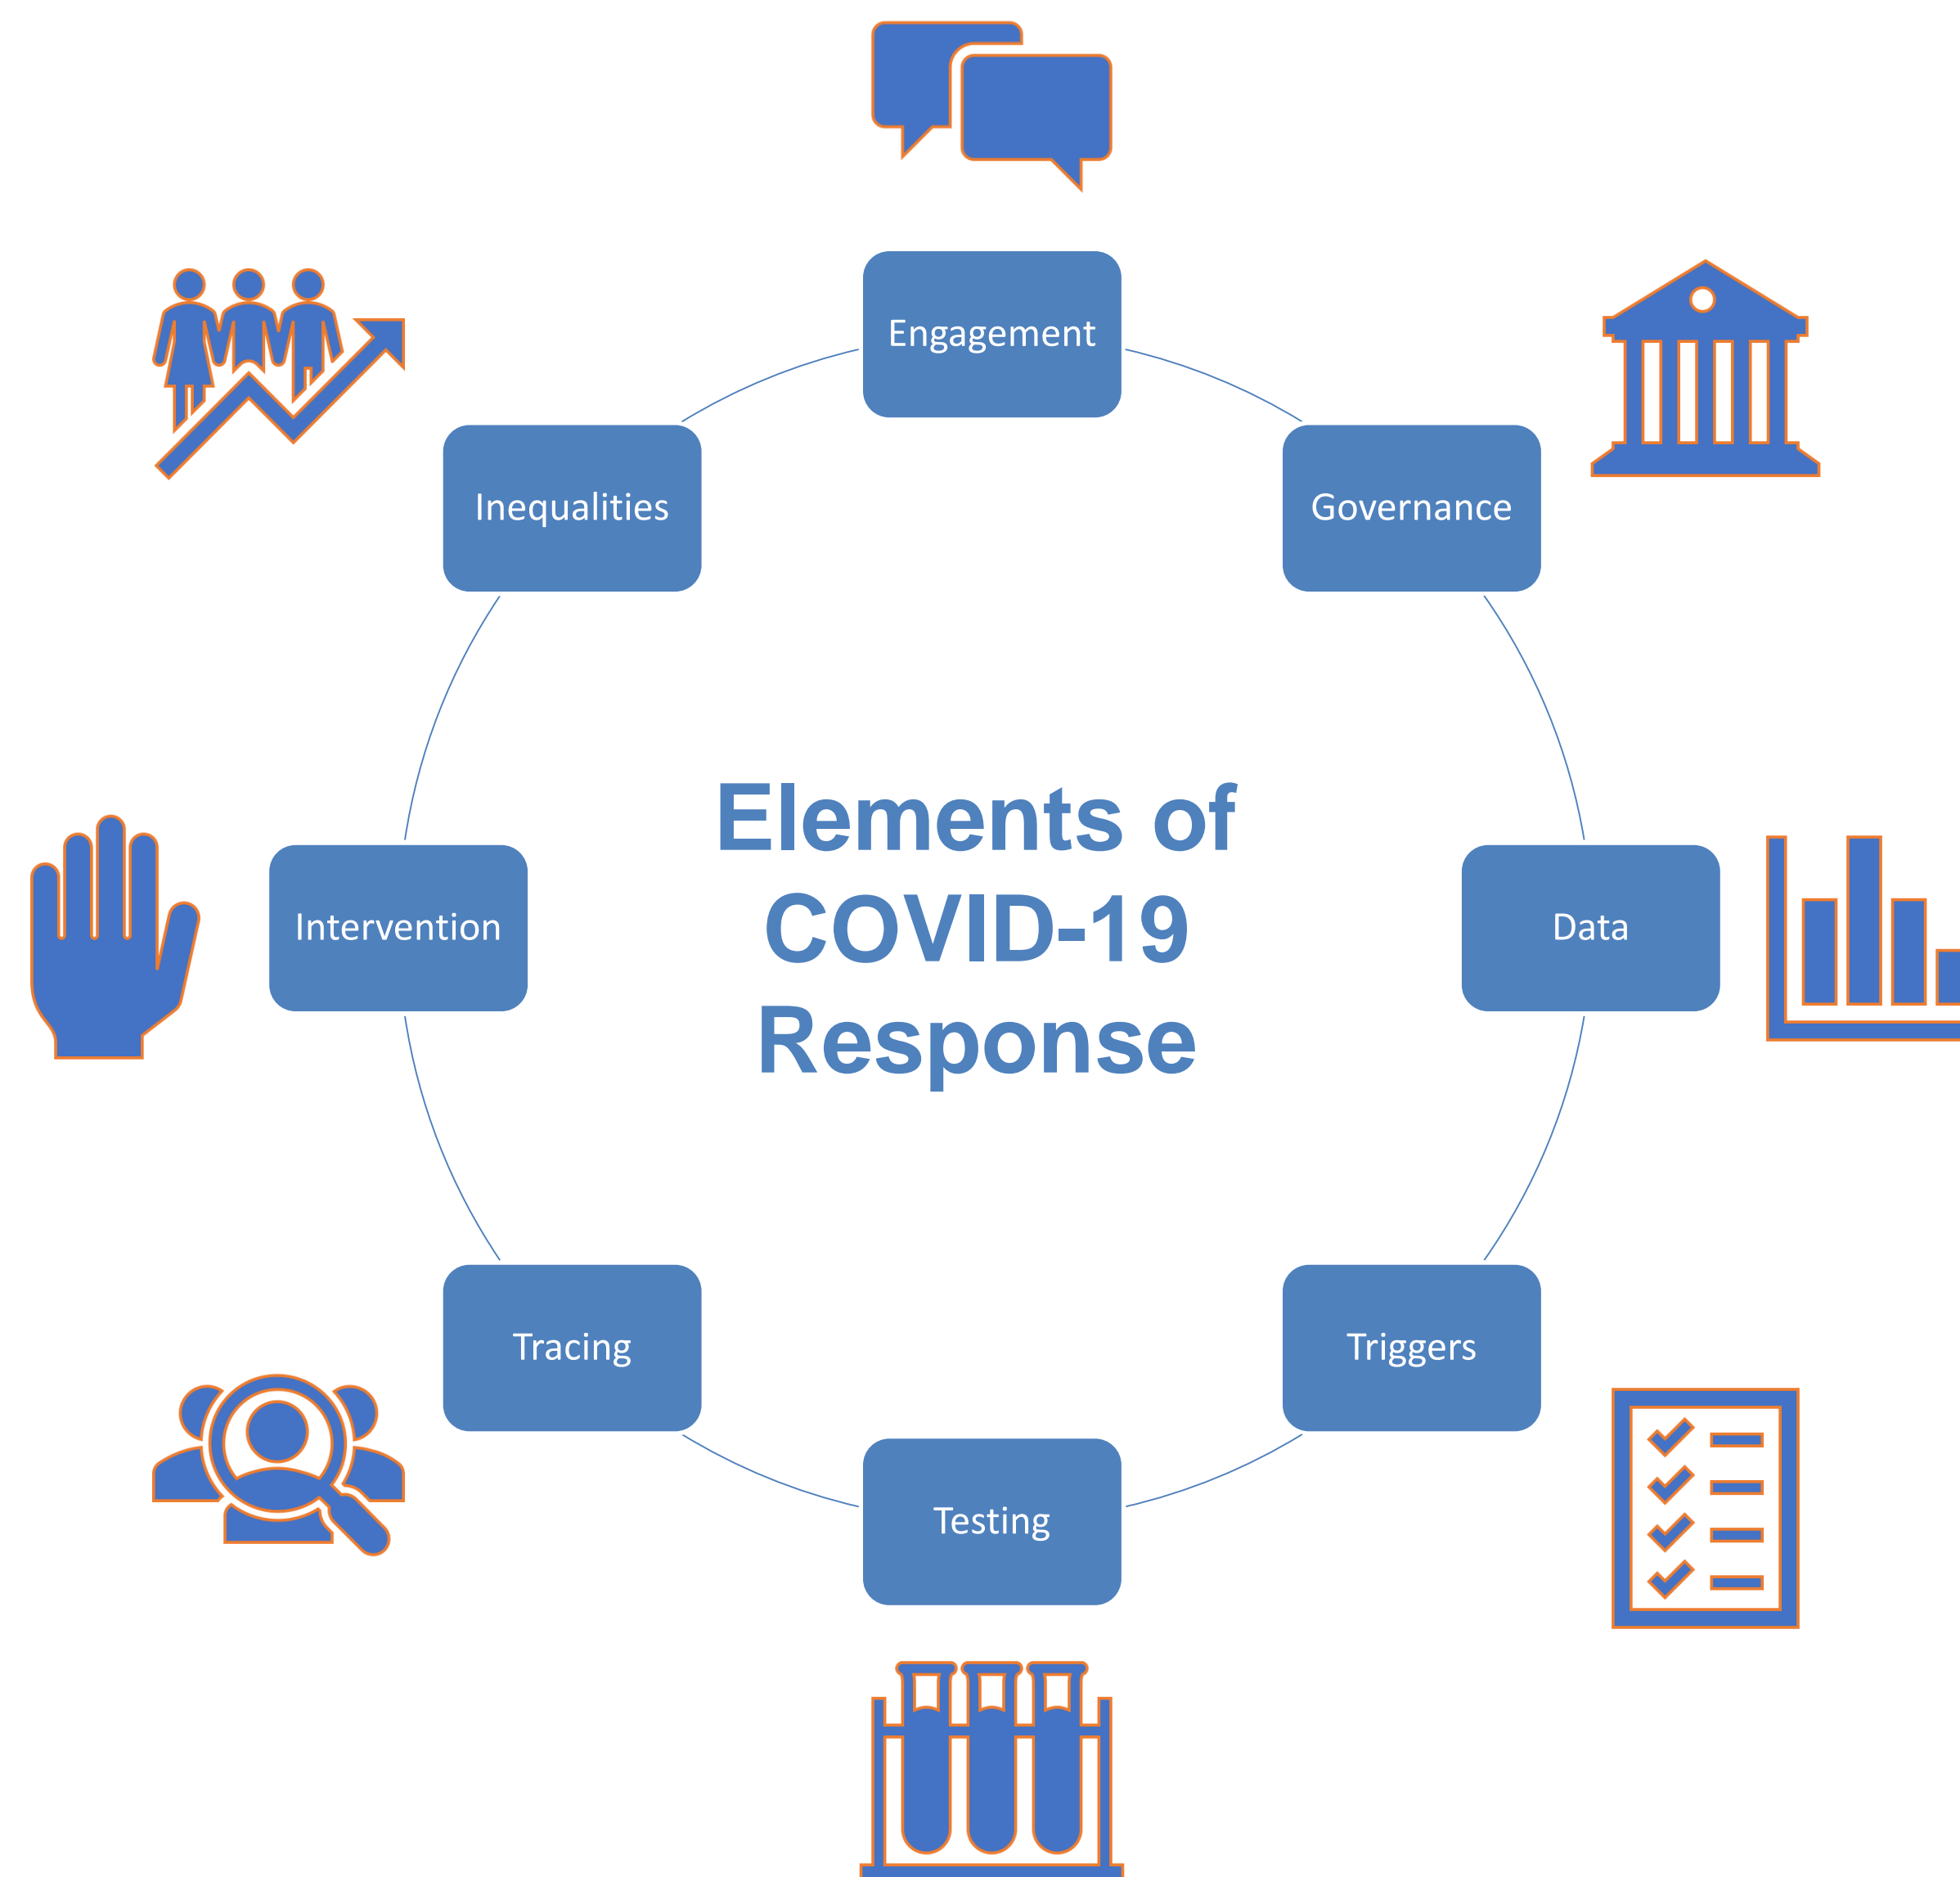 Engagement
Inequalities
Governance
Elements of
COVID-19
Response
Intervention
Data
Tracing
Triggers
Testing